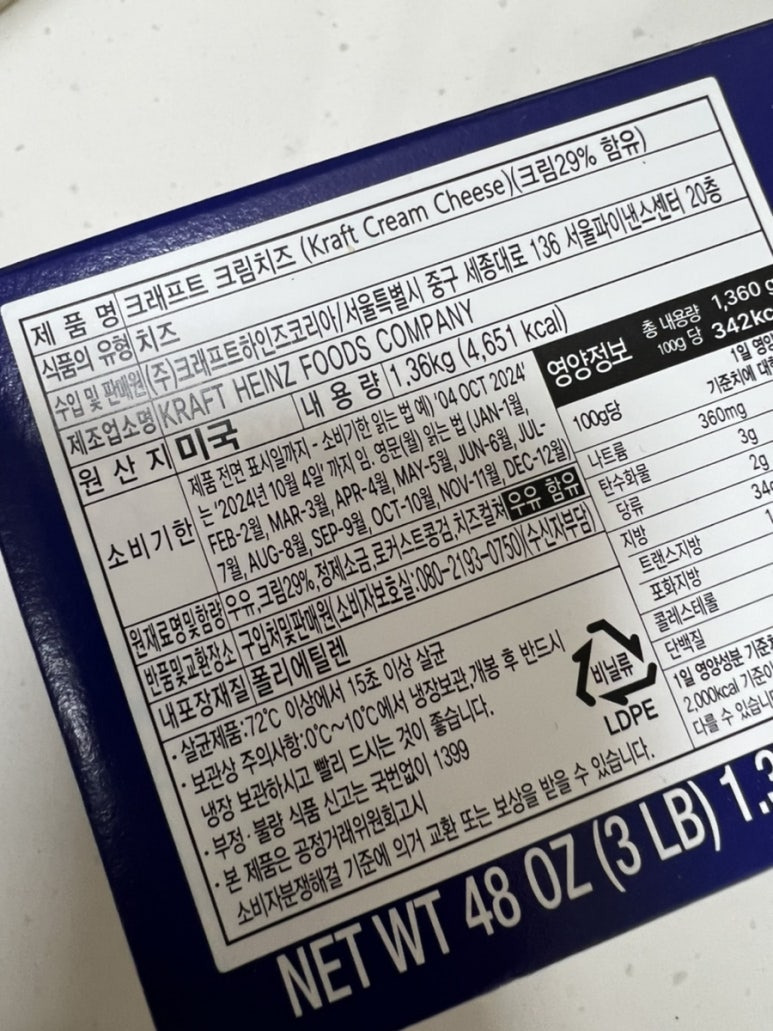 제 품 명 크래프트 크림치즈 (Kraft Cream Cheese)(크림29% 함유)
식품의 유형 치즈
수입 및 판매원 (주)크래프트하인즈코리아/서울특별시 중구 세종대로 136 서울파이낸스센터 20층
제조업소명 KRAFT HEINZ FOODS COMPANY
원 산 지 미국 내 용 량 1.36kg (4,651 kcal)
소비기한 제품 전면 표시일까지 - 소비기한 읽는 법 예) '04 OCT 2024'
는 '2024년 10월 4일' 까지 임. 영문(월) 읽는 법 (JAN-1월,
FEB-2월, MAR-3월, APR-4월, MAY-5월, JUN-6월, JUL-
7월, AUG-8월, SEP-9월, OCT-10월, NOV-11월, DEC-12월)
원재료명및함량 우유,크림29%,정제소금,로커스트콩검,치즈컬쳐 우유 함유
반품및교환장소 구입처및판매원 소비자보호실:080-2193-0750(수신자부담)
내포장재질 폴리에틸렌
· 살균제품:72℃ 이상에서 15초 이상 살균
· 보관상 주의사항:0℃~10℃에서 냉장보관,개봉 후 반드시
냉장 보관하시고 빨리 드시는 것이 좋습니다.
· 부정·불량 식품 신고는 국번없이 1399
· 본 제품은 공정거래위원회고시
소비자분쟁해결 기준에 의거 교환 또는 보상을 받을 수 있습니다.
비닐류
LDPE
영양정보 총 내용량 1,360 g
100g 당 342kc
100g당 1일 영양
기준치에 대한
나트륨 360mg
탄수화물 3g
당류 2g
지방 34
트랜스지방
포화지방
콜레스테롤
단백질
1일 영양성분 기준치
2,000kcal 기준이
다를 수 있습니
NET WT 48 OZ (3 LB) 1.3